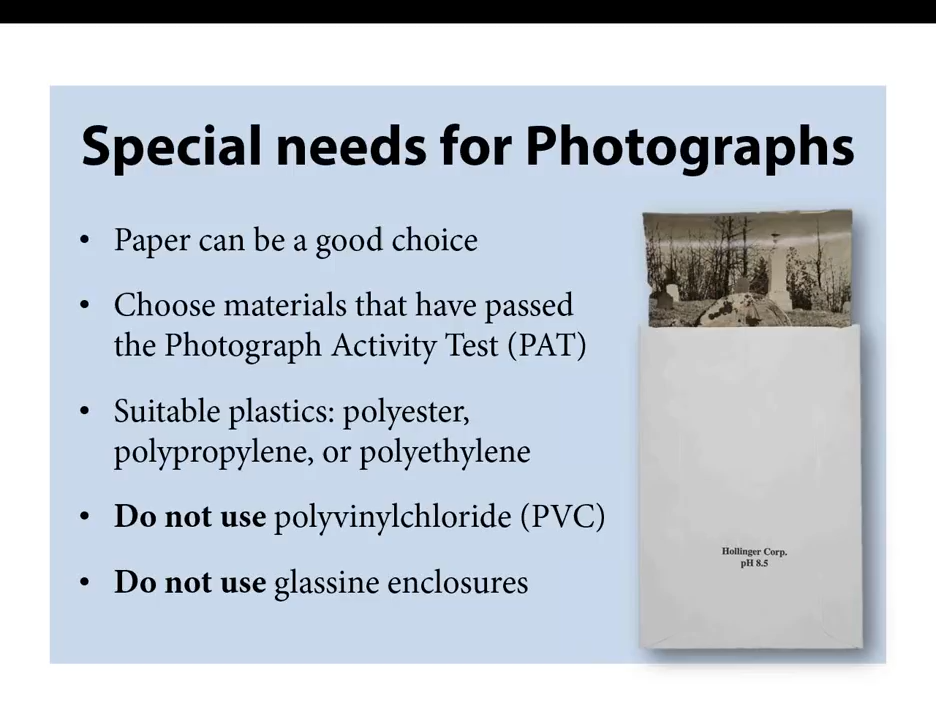 Special needs for Photographs
• Paper can be a good choice
• Choose materials that have passed
the Photograph Activity Test (PAT)
• Suitable plastics: polyester,
polypropylene, or polyethylene
• Do not use polyvinylchloride (PVC)
• Do not use glassine enclosures
Hollinger Corp.
pH 8.5